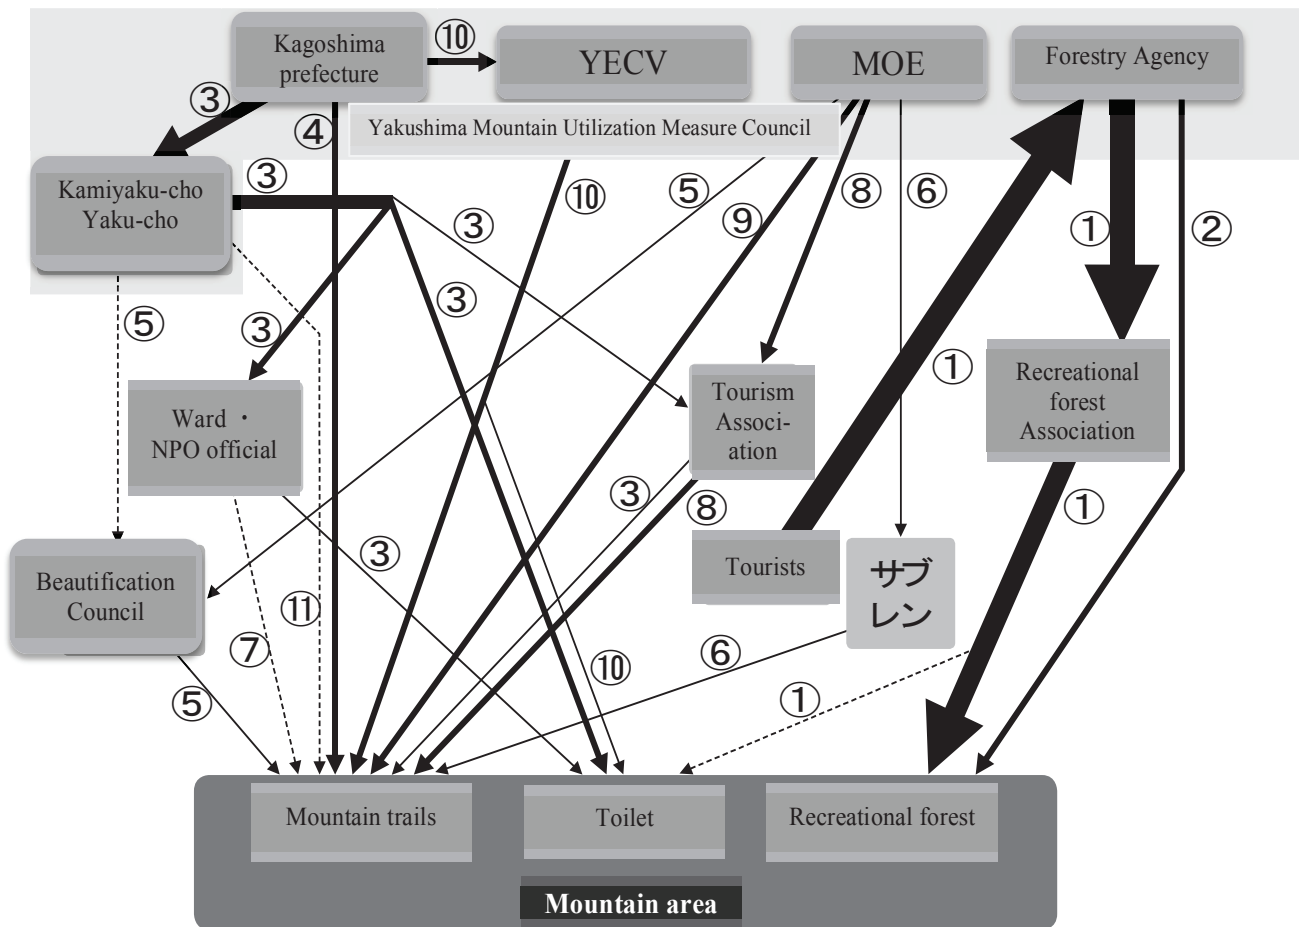 Kagoshima
prefecture
⑩
YECV
MOE
Forestry Agency
③
④
Yakushima Mountain Utilization Measure Council
Kamiyaku-cho
Yaku-cho
③
⑩
⑤
⑧
⑥
⑨
①
②
③
③
⑤
③
①
Tourism
Associ-
ation
Recreational
forest
Association
Ward ・
NPO official
③
⑧
①
③
Tourists
サブ
レン
Beautification
Council
⑪
⑦
⑥
⑩
⑤
①
Mountain trails
Toilet
Recreational forest
Mountain area